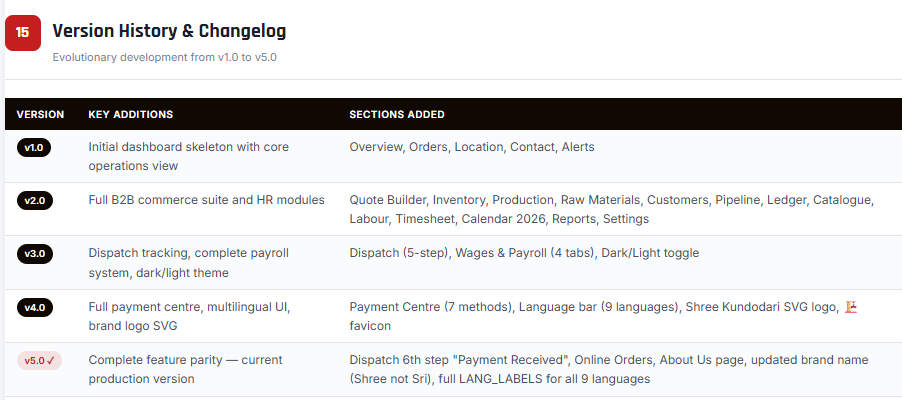 15
Version History & Changelog
Evolutionary development from v1.0 to v5.0
VERSION KEY ADDITIONS SECTIONS ADDED
v1.0 Initial dashboard skeleton with core Overview, Orders, Location, Contact, Alerts
operations view
v2.0 Full B2B commerce suite and HR modules Quote Builder, Inventory, Production, Raw Materials, Customers, Pipeline, Ledger, Catalogue,
Labour, Timesheet, Calendar 2026, Reports, Settings
v3.0 Dispatch tracking, complete payroll Dispatch (5-step), Wages & Payroll (4 tabs), Dark/Light toggle
system, dark/light theme
v4.0 Full payment centre, multilingual UI, Payment Centre (7 methods), Language bar (9 languages), Shree Kundodari SVG logo,
brand logo SVG favicon
v5.0 ✓ Complete feature parity — current Dispatch 6th step "Payment Received", Online Orders, About Us page, updated brand name
production version (Shree not Sri), full LANG_LABELS for all 9 languages